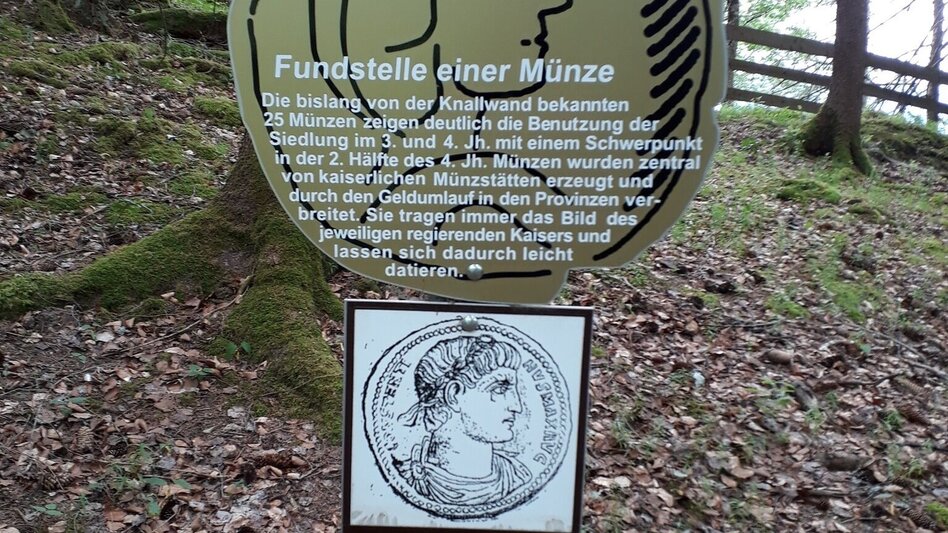 Fundstelle einer Münze
Die bislang von der Knallwand bekannten
25 Münzen zeigen deutlich die Benutzung der
Siedlung im 3. und 4. Jh. mit einem Schwerpunkt
in der 2. Hälfte des 4. Jh. Münzen wurden zentral
von kaiserlichen Münzstätten erzeugt und
durch den Geldumlauf in den Provinzen ver-
breitet. Sie tragen immer das Bild des
jeweiligen regierenden Kaisers und
lassen sich dadurch leicht
datieren.
NVSMAXAVG